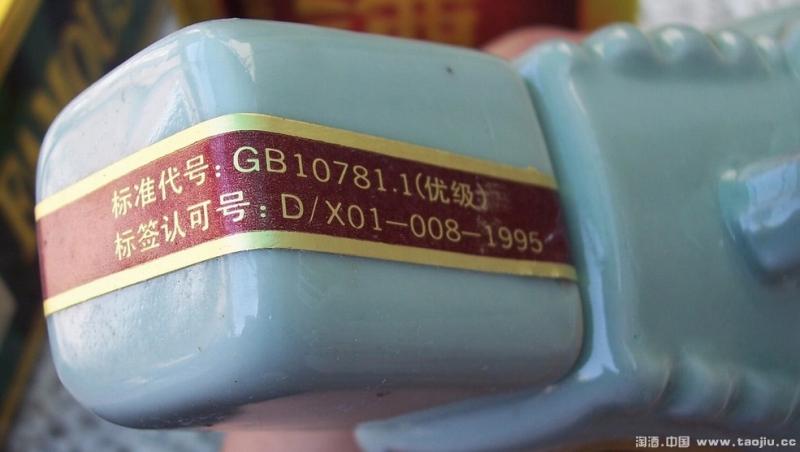 标准代号：GB10781.1(优级)
标签认可号：D/X01-008-1995
淘酒.中国 www.taojiu.cc